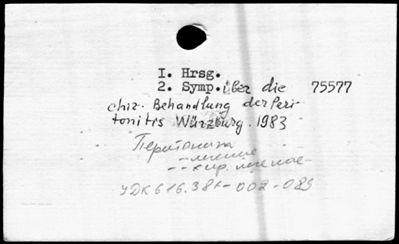 I. Hrsg.
2. Symp. über die 75577
chir. Behandlung der Peri-
tonitis Würzburg. 1983
Перитониты
-- лечение
-- хир. лечение
УДК 616.381-002-089